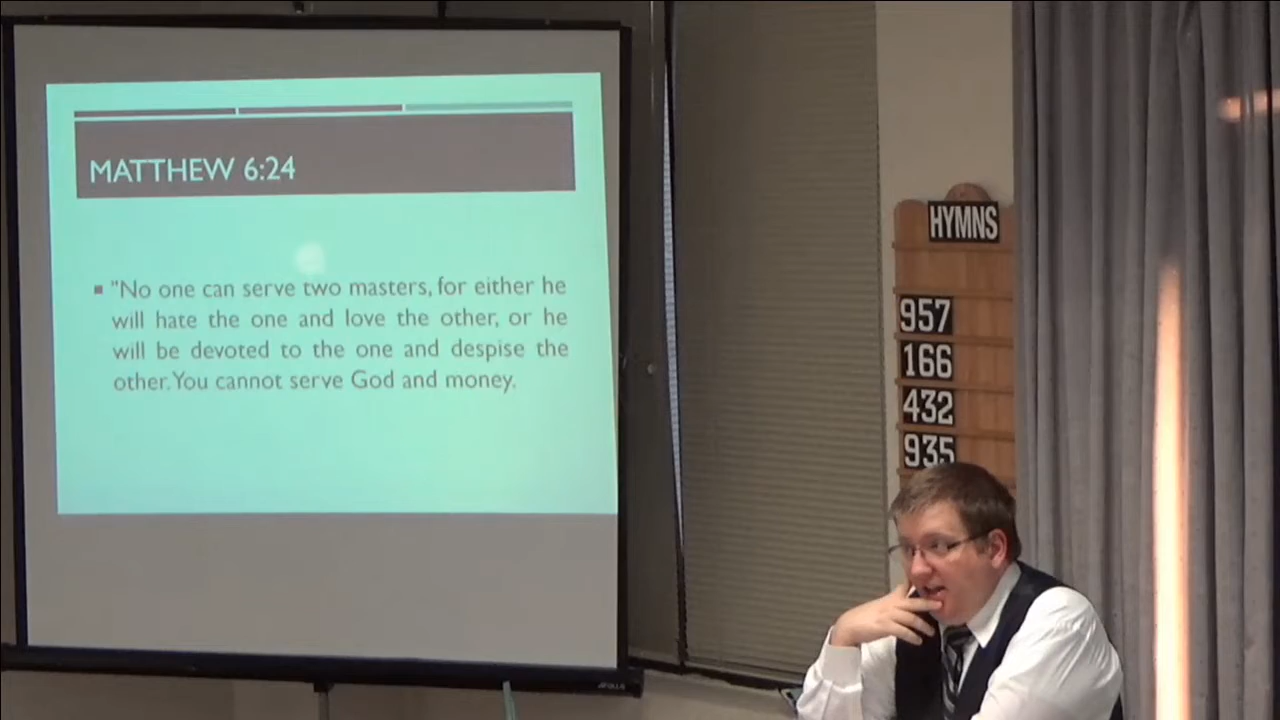 MATTHEW 6:24
"No one can serve two masters, for either he
will hate the one and love the other, or he
will be devoted to the one and despise the
other. You cannot serve God and money.
HYMNS
957
166
432
935
APOLLO